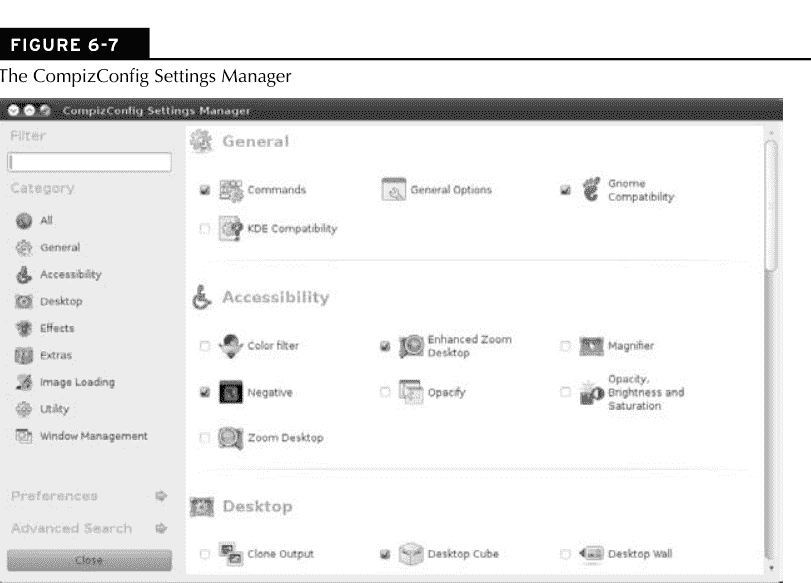 FIGURE 6-7
The CompizConfig Settings Manager
CompizConfig Settings Manager
Filter
Category
All
General
Accessibility
Desktop
Effects
Extras
Image Loading
Utility
Window Management
Preferences
Advanced Search
Close
General
Commands
General Options
Gnome
Compatibility
KDE Compatibility
Accessibility
Color filter
Enhanced Zoom
Desktop
Magnifier
Negative
Opacify
Opacity,
Brightness and
Saturation
Zoom Desktop
Desktop
Clone Output
Desktop Cube
Desktop Wall